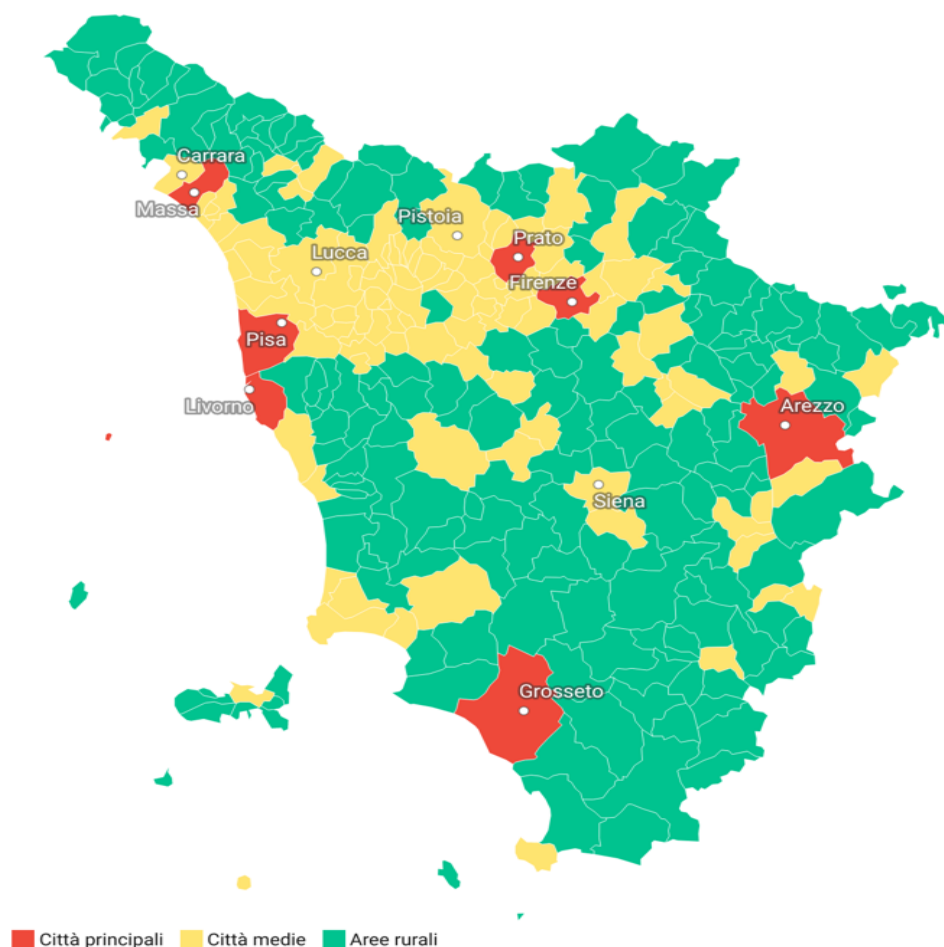 Carrara
Massa
Pistoia
Prato
Lucca
Firenze
Pisa
Livorno
Arezzo
Siena
Grosseto
Città principali Città medie Aree rurali